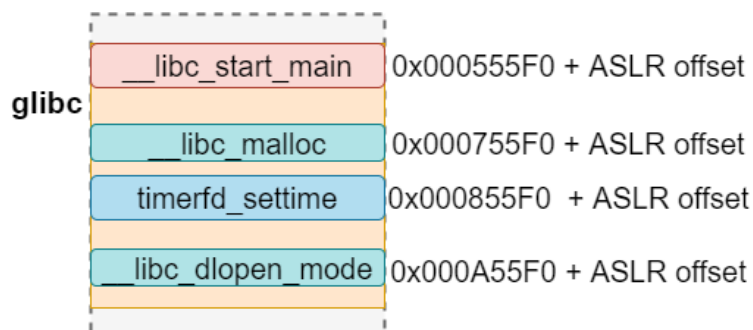 __libc_start_main 0x000555F0 + ASLR offset
glibc
__libc_malloc 0x000755F0 + ASLR offset
timerfd_settime 0x000855F0 + ASLR offset
__libc_dlopen_mode 0x000A55F0 + ASLR offset